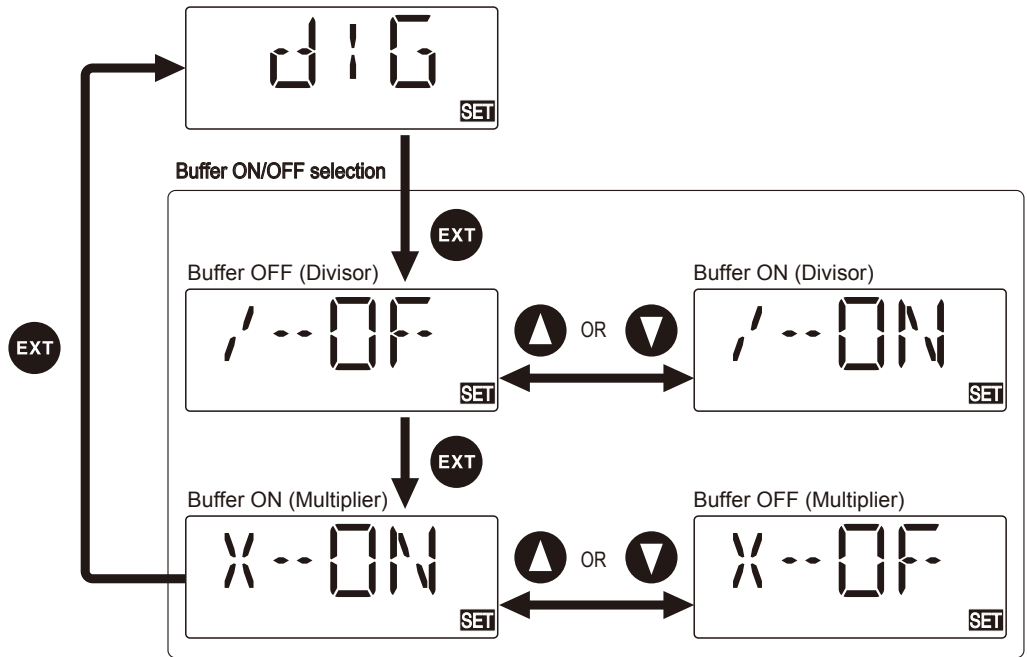 dIG
SET
Buffer ON/OFF selection
EXT
Buffer OFF (Divisor)
/--OF
SET
OR
Buffer ON (Divisor)
/--ON
SET
EXT
EXT
Buffer ON (Multiplier)
X--ON
SET
OR
Buffer OFF (Multiplier)
X--OF
SET